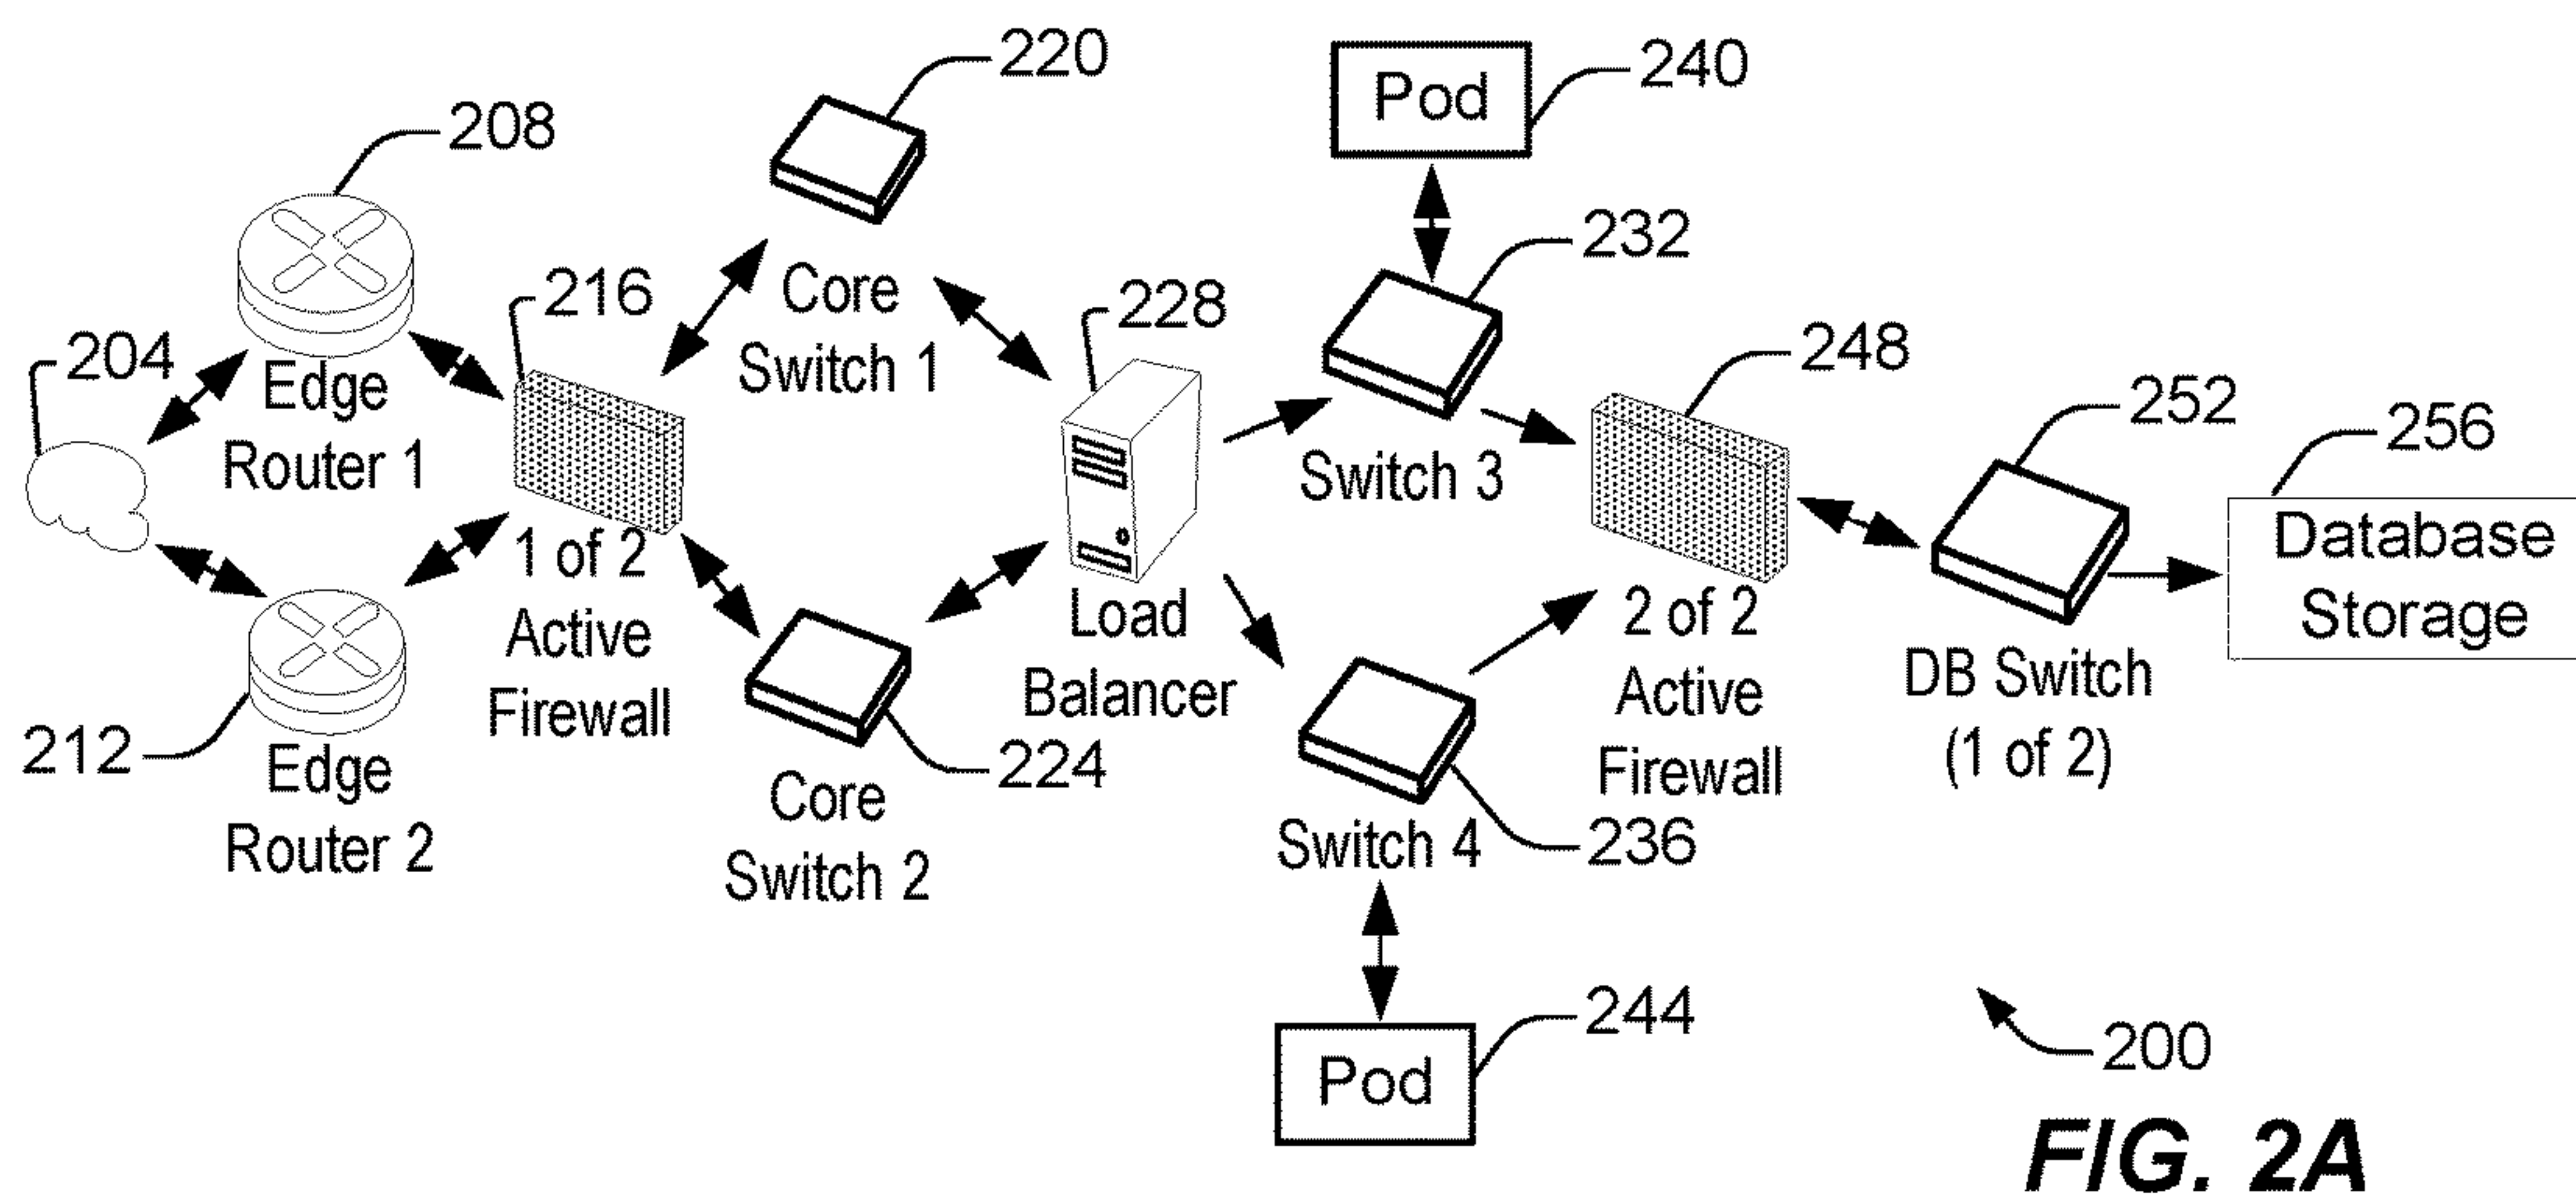 220
Pod
240
208
232
204
Edge
Router 1
216
Core
Switch 1
228
Switch 3
248
252
256
Database
Storage
1 of 2
Active
Firewall
Load
Balancer
2 of 2
Active
Firewall
DB Switch
(1 of 2)
212
Edge
Router 2
224
Core
Switch 2
Switch 4
236
Pod
244
200
FIG. 2A